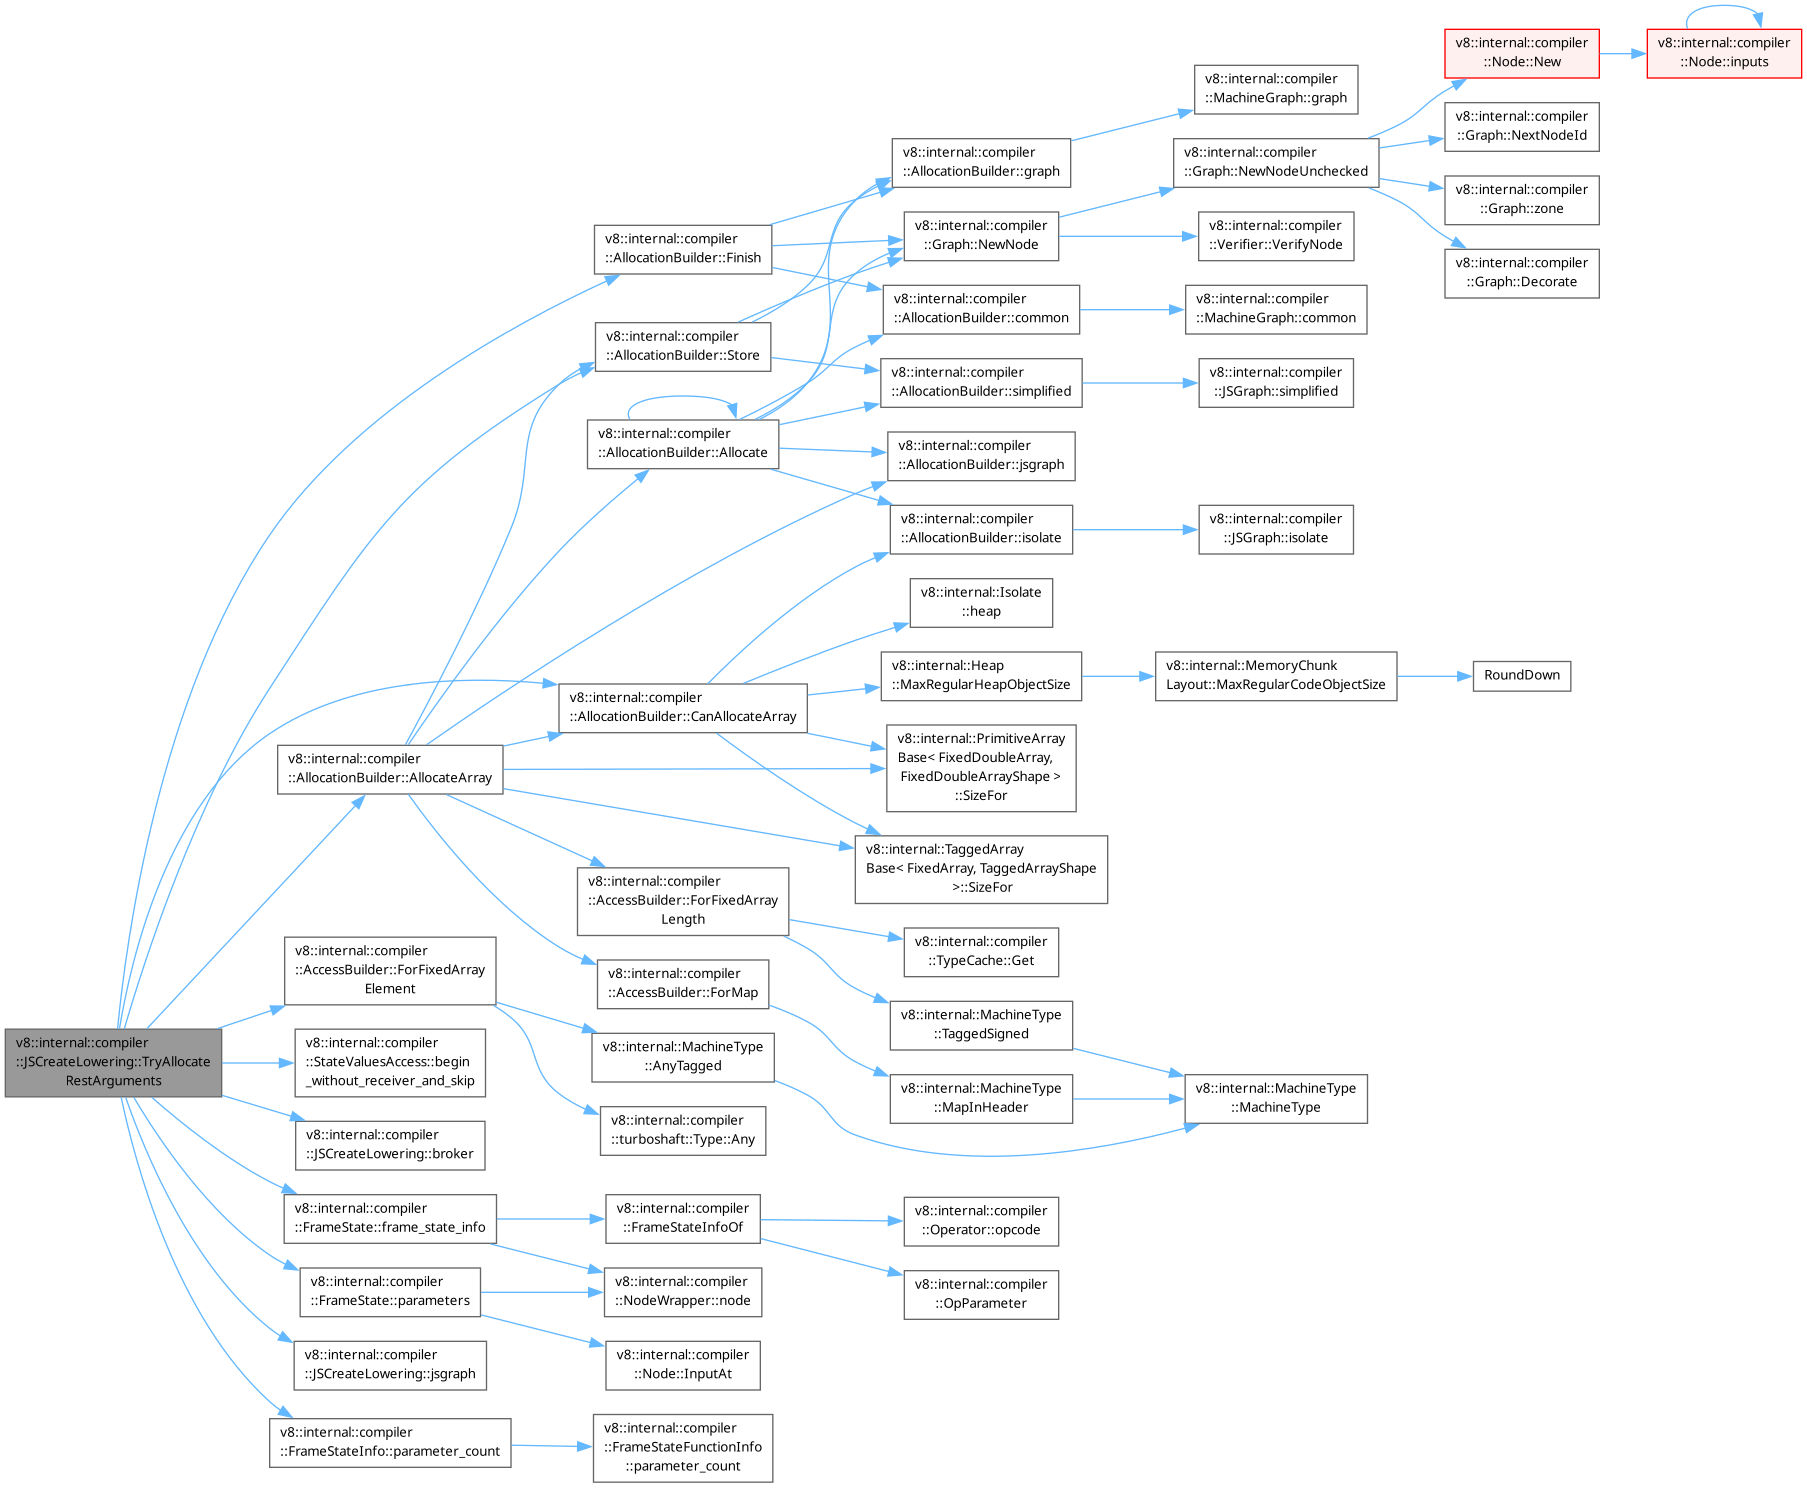 v8::internal::compiler
::JSCreateLowering::TryAllocate
RestArguments
v8::internal::compiler
::AllocationBuilder::AllocateArray
v8::internal::compiler
::AccessBuilder::ForFixedArray
Element
v8::internal::compiler
::StateValuesAccess::begin
_without_receiver_and_skip
v8::internal::compiler
::JSCreateLowering::broker
v8::internal::compiler
::FrameState::frame_state_info
v8::internal::compiler
::FrameState::parameters
v8::internal::compiler
::JSCreateLowering::jsgraph
v8::internal::compiler
::FrameStateInfo::parameter_count
v8::internal::compiler
::AllocationBuilder::Finish
v8::internal::compiler
::AllocationBuilder::Store
v8::internal::compiler
::AllocationBuilder::Allocate
v8::internal::compiler
::AllocationBuilder::CanAllocateArray
v8::internal::compiler
::AccessBuilder::ForFixedArray
Length
v8::internal::compiler
::AccessBuilder::ForMap
v8::internal::MachineType
::AnyTagged
v8::internal::compiler
::turboshaft::Type::Any
v8::internal::compiler
::FrameStateInfoOf
v8::internal::compiler
::NodeWrapper::node
v8::internal::compiler
::Node::InputAt
v8::internal::compiler
::FrameStateFunctionInfo
::parameter_count
v8::internal::compiler
::AllocationBuilder::graph
v8::internal::compiler
::Graph::NewNode
v8::internal::compiler
::AllocationBuilder::common
v8::internal::compiler
::AllocationBuilder::simplified
v8::internal::compiler
::AllocationBuilder::jsgraph
v8::internal::compiler
::AllocationBuilder::isolate
v8::internal::Isolate
::heap
v8::internal::Heap
::MaxRegularHeapObjectSize
v8::internal::PrimitiveArray
Base< FixedDoubleArray,
FixedDoubleArrayShape >
::SizeFor
v8::internal::TaggedArray
Base< FixedArray, TaggedArrayShape
>::SizeFor
v8::internal::compiler
::TypeCache::Get
v8::internal::MachineType
::TaggedSigned
v8::internal::MachineType
::MapInHeader
v8::internal::compiler
::Operator::opcode
v8::internal::compiler
::OpParameter
v8::internal::compiler
::MachineGraph::graph
v8::internal::compiler
::Graph::NewNodeUnchecked
v8::internal::compiler
::Verifier::VerifyNode
v8::internal::compiler
::MachineGraph::common
v8::internal::compiler
::JSGraph::simplified
v8::internal::compiler
::JSGraph::isolate
v8::internal::MemoryChunk
Layout::MaxRegularCodeObjectSize
v8::internal::MachineType
::MachineType
v8::internal::compiler
::Node::New
v8::internal::compiler
::Graph::NextNodeId
v8::internal::compiler
::Graph::zone
v8::internal::compiler
::Graph::Decorate
RoundDown
v8::internal::compiler
::Node::inputs